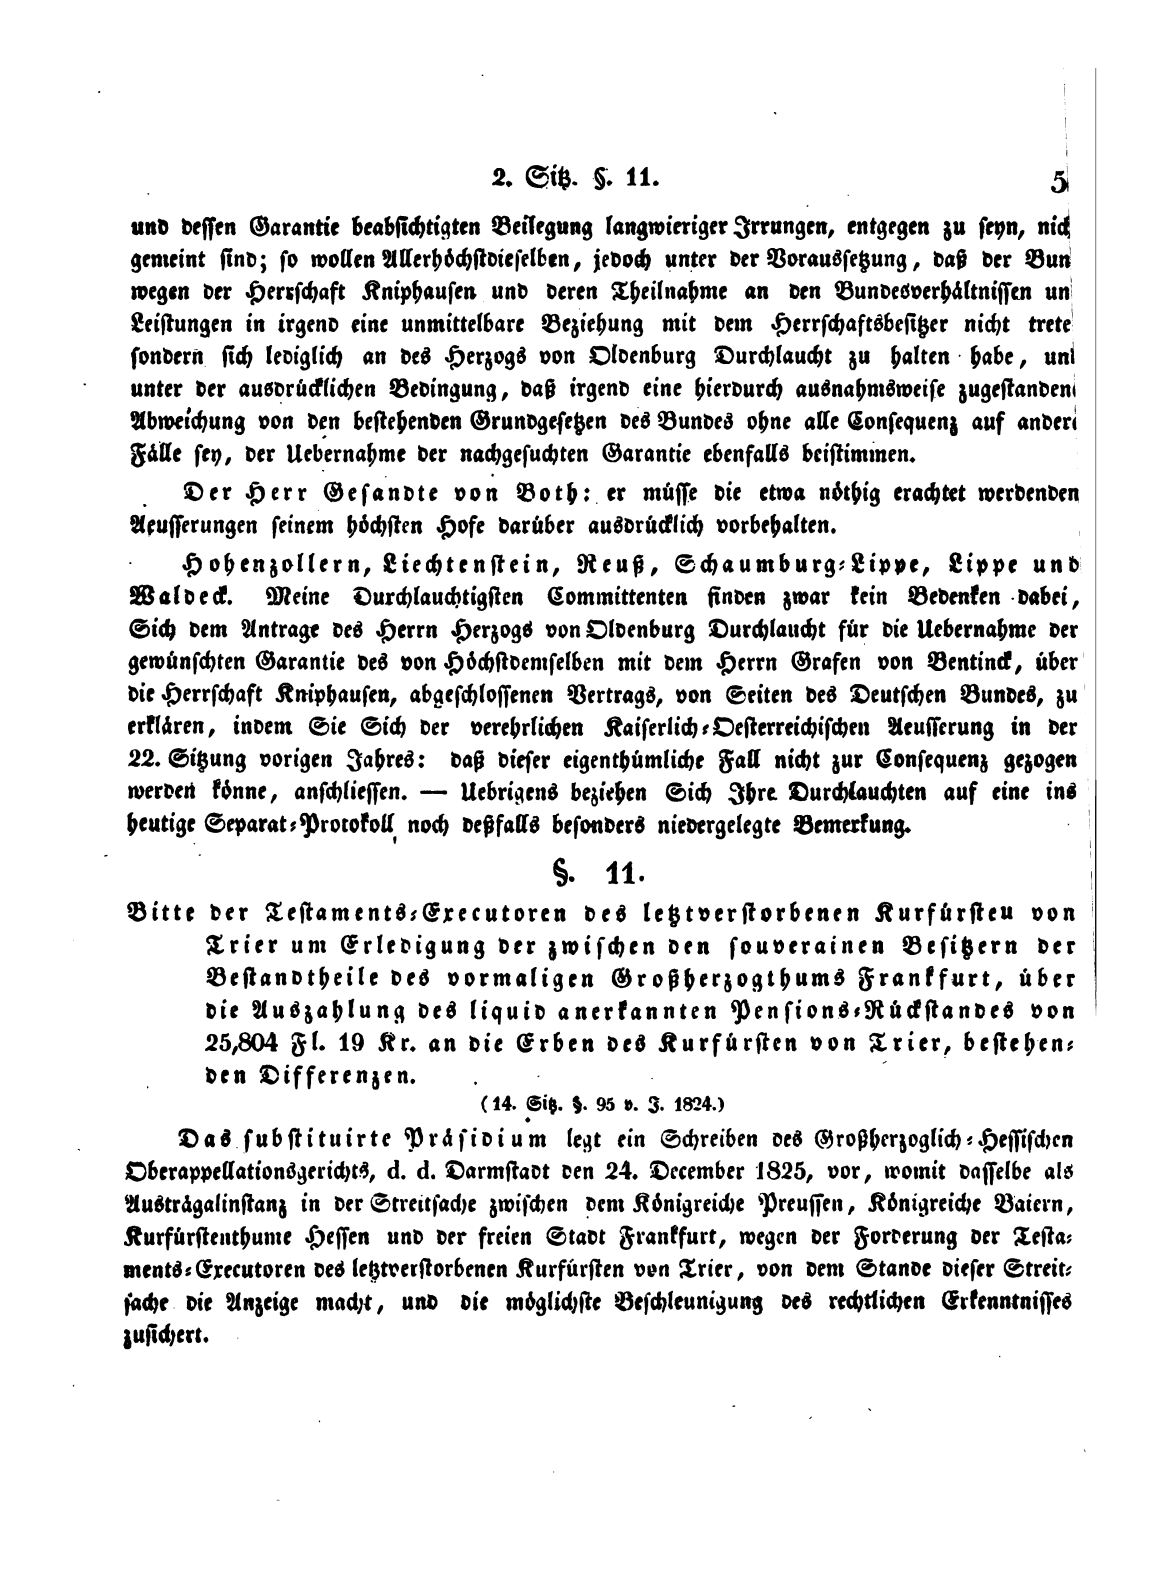 2. Sitz. §. 11. 5
und dessen Garantie beabsichtigten Beilegung langwieriger Irrungen, entgegen zu seyn, nich
gemeint sind; so wollen Allerhöchstdieselben, jedoch unter der Voraussetzung, daß der Bun
wegen der Herrschaft Kniphausen und deren Theilnahme an den Bundesverhältnissen un
Leistungen in irgend eine unmittelbare Beziehung mit dem Herrschaftsbesitzer nicht trete
sondern sich lediglich an des Herzogs von Oldenburg Durchlaucht zu halten habe, und
unter der ausdrücklichen Bedingung, daß irgend eine hierdurch ausnahmsweise zugestanden
Abweichung von den bestehenden Grundgesetzen des Bundes ohne alle Consequenz auf andere
Fälle sey, der Uebernahme der nachgesuchten Garantie ebenfalls beistimmen.
Der Herr Gesandte von Both: er müsse die etwa nöthig erachtet werdenden
Aeusserungen seinem höchsten Hofe darüber ausdrücklich vorbehalten.
Hohenzollern, Liechtenstein, Reuß, Schaumburg-Lippe, Lippe und
Waldeck. Meine Durchlauchtigsten Committenten finden zwar kein Bedenken dabei,
Sich dem Antrage des Herrn Herzogs von Oldenburg Durchlaucht für die Uebernahme der
gewünschten Garantie des von Höchstdemselben mit dem Herrn Grafen von Bentinck, über
die Herrschaft Kniphausen, abgeschlossenen Vertrags, von Seiten des Deutschen Bundes, zu
erklären, indem Sie Sich der verehrlichen Kaiserlich-Oesterreichischen Aeusserung in der
22. Sitzung vorigen Jahres: daß dieser eigenthümliche Fall nicht zur Consequenz gezogen
werden könne, anschliessen. — Uebrigens beziehen Sich Ihre Durchlauchten auf eine ins
heutige Separat-Protokoll noch deßfalls besonders niedergelegte Bemerkung.
§. 11.
Bitte der Testaments-Executoren des letztverstorbenen Kurfürsten von
Trier um Erledigung der zwischen den souverainen Besitzern der
Bestandtheile des vormaligen Großherzogthums Frankfurt, über
die Auszahlung des liquid anerkannten Pensions-Rückstandes von
25,804 Fl. 19 Kr. an die Erben des Kurfürsten von Trier, bestehen-
den Differenzen.
(14. Sitz. §. 95 v. J. 1824.)
Das substituirte Präsidium legt ein Schreiben des Großherzoglich-Hessischen
Oberappellationsgerichts, d. d. Darmstadt den 24. December 1825, vor, womit dasselbe als
Austrägalinstanz in der Streitsache zwischen dem Königreiche Preussen, Königreiche Baiern,
Kurfürstenthume Hessen und der freien Stadt Frankfurt, wegen der Forderung der Testa-
ments-Executoren des letztverstorbenen Kurfürsten von Trier, von dem Stande dieser Streit-
sache die Anzeige macht, und die möglichste Beschleunigung des rechtlichen Erkenntnisses
zusichert.